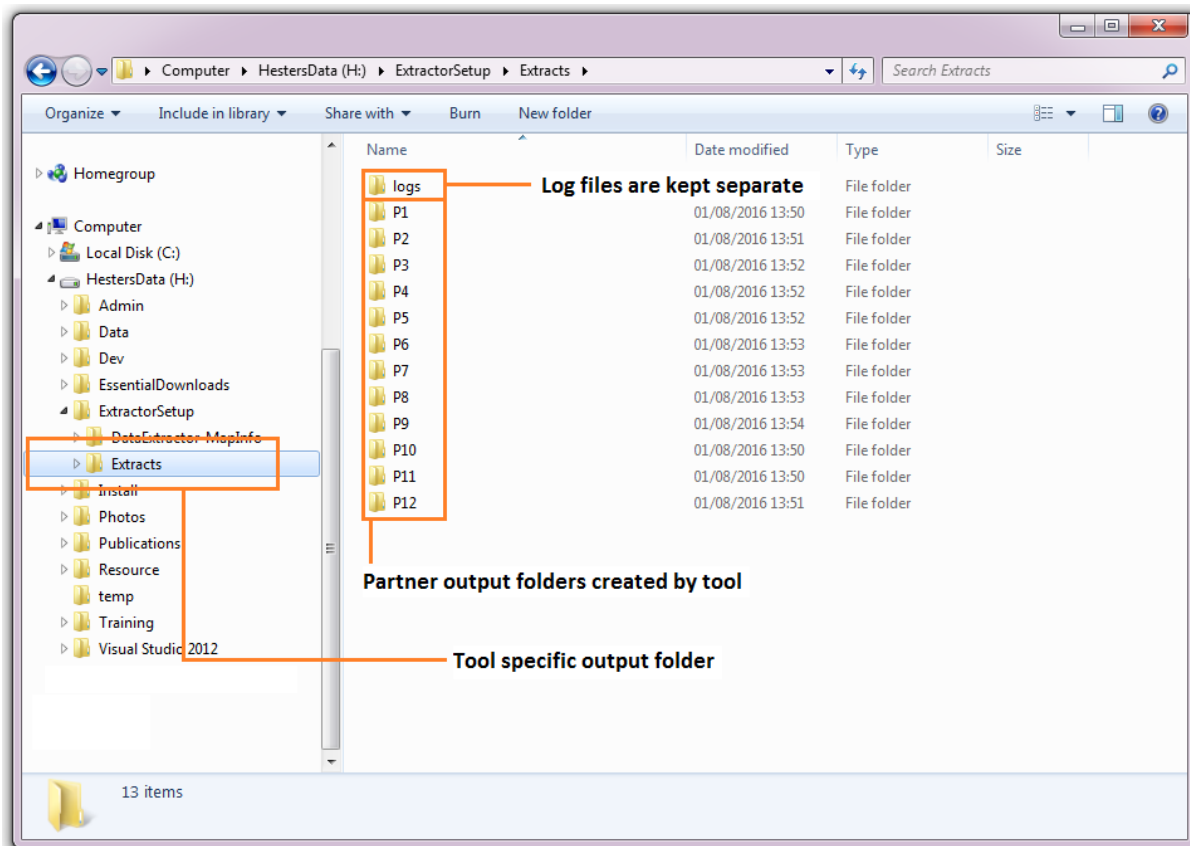 Computer HestersData (H:) ExtractorSetup Extracts Search Extracts
Organize Include in library Share with Burn New folder
Homegroup
Computer
Local Disk (C:)
HestersData (H:)
Admin
Data
Dev
EssentialDownloads
ExtractorSetup
DataExtractor-MapInfo
Extracts
Install
Photos
Publications
Resource
temp
Training
Visual Studio 2012
Name Date modified Type Size
logs Log files are kept separate File folder
P1 01/08/2016 13:50 File folder
P2 01/08/2016 13:51 File folder
P3 01/08/2016 13:52 File folder
P4 01/08/2016 13:52 File folder
P5 01/08/2016 13:52 File folder
P6 01/08/2016 13:53 File folder
P7 01/08/2016 13:53 File folder
P8 01/08/2016 13:53 File folder
P9 01/08/2016 13:54 File folder
P10 01/08/2016 13:50 File folder
P11 01/08/2016 13:50 File folder
P12 01/08/2016 13:51 File folder
Partner output folders created by tool
Tool specific output folder
13 items